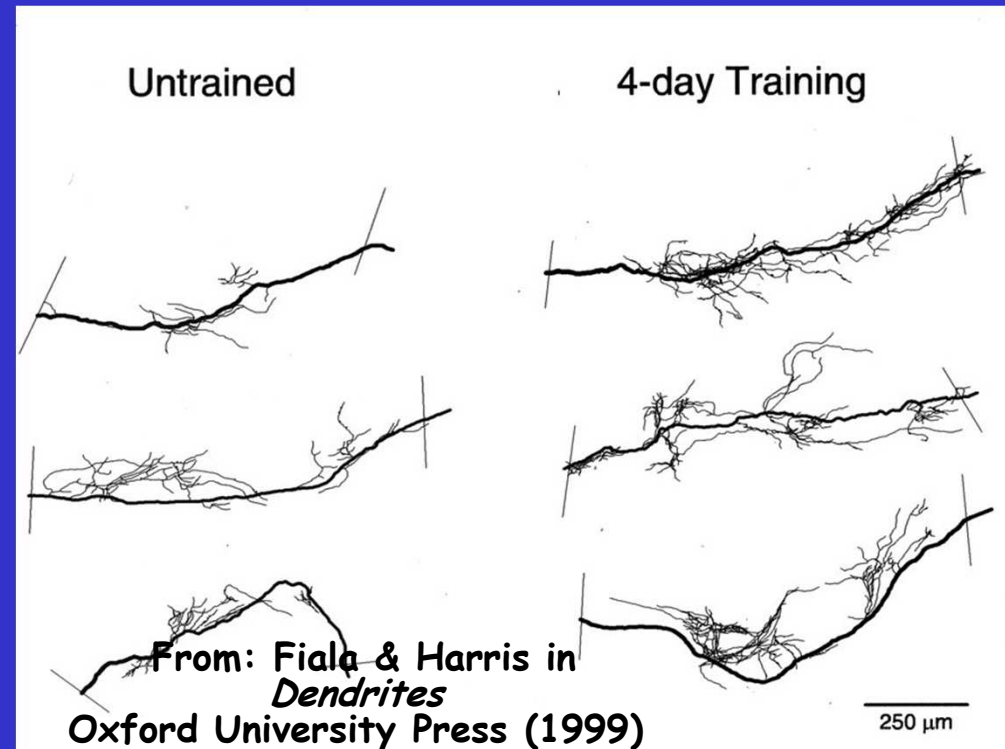 Untrained
4-day Training
From: Fiala & Harris in
Dendrites
Oxford University Press (1999)
250 μm